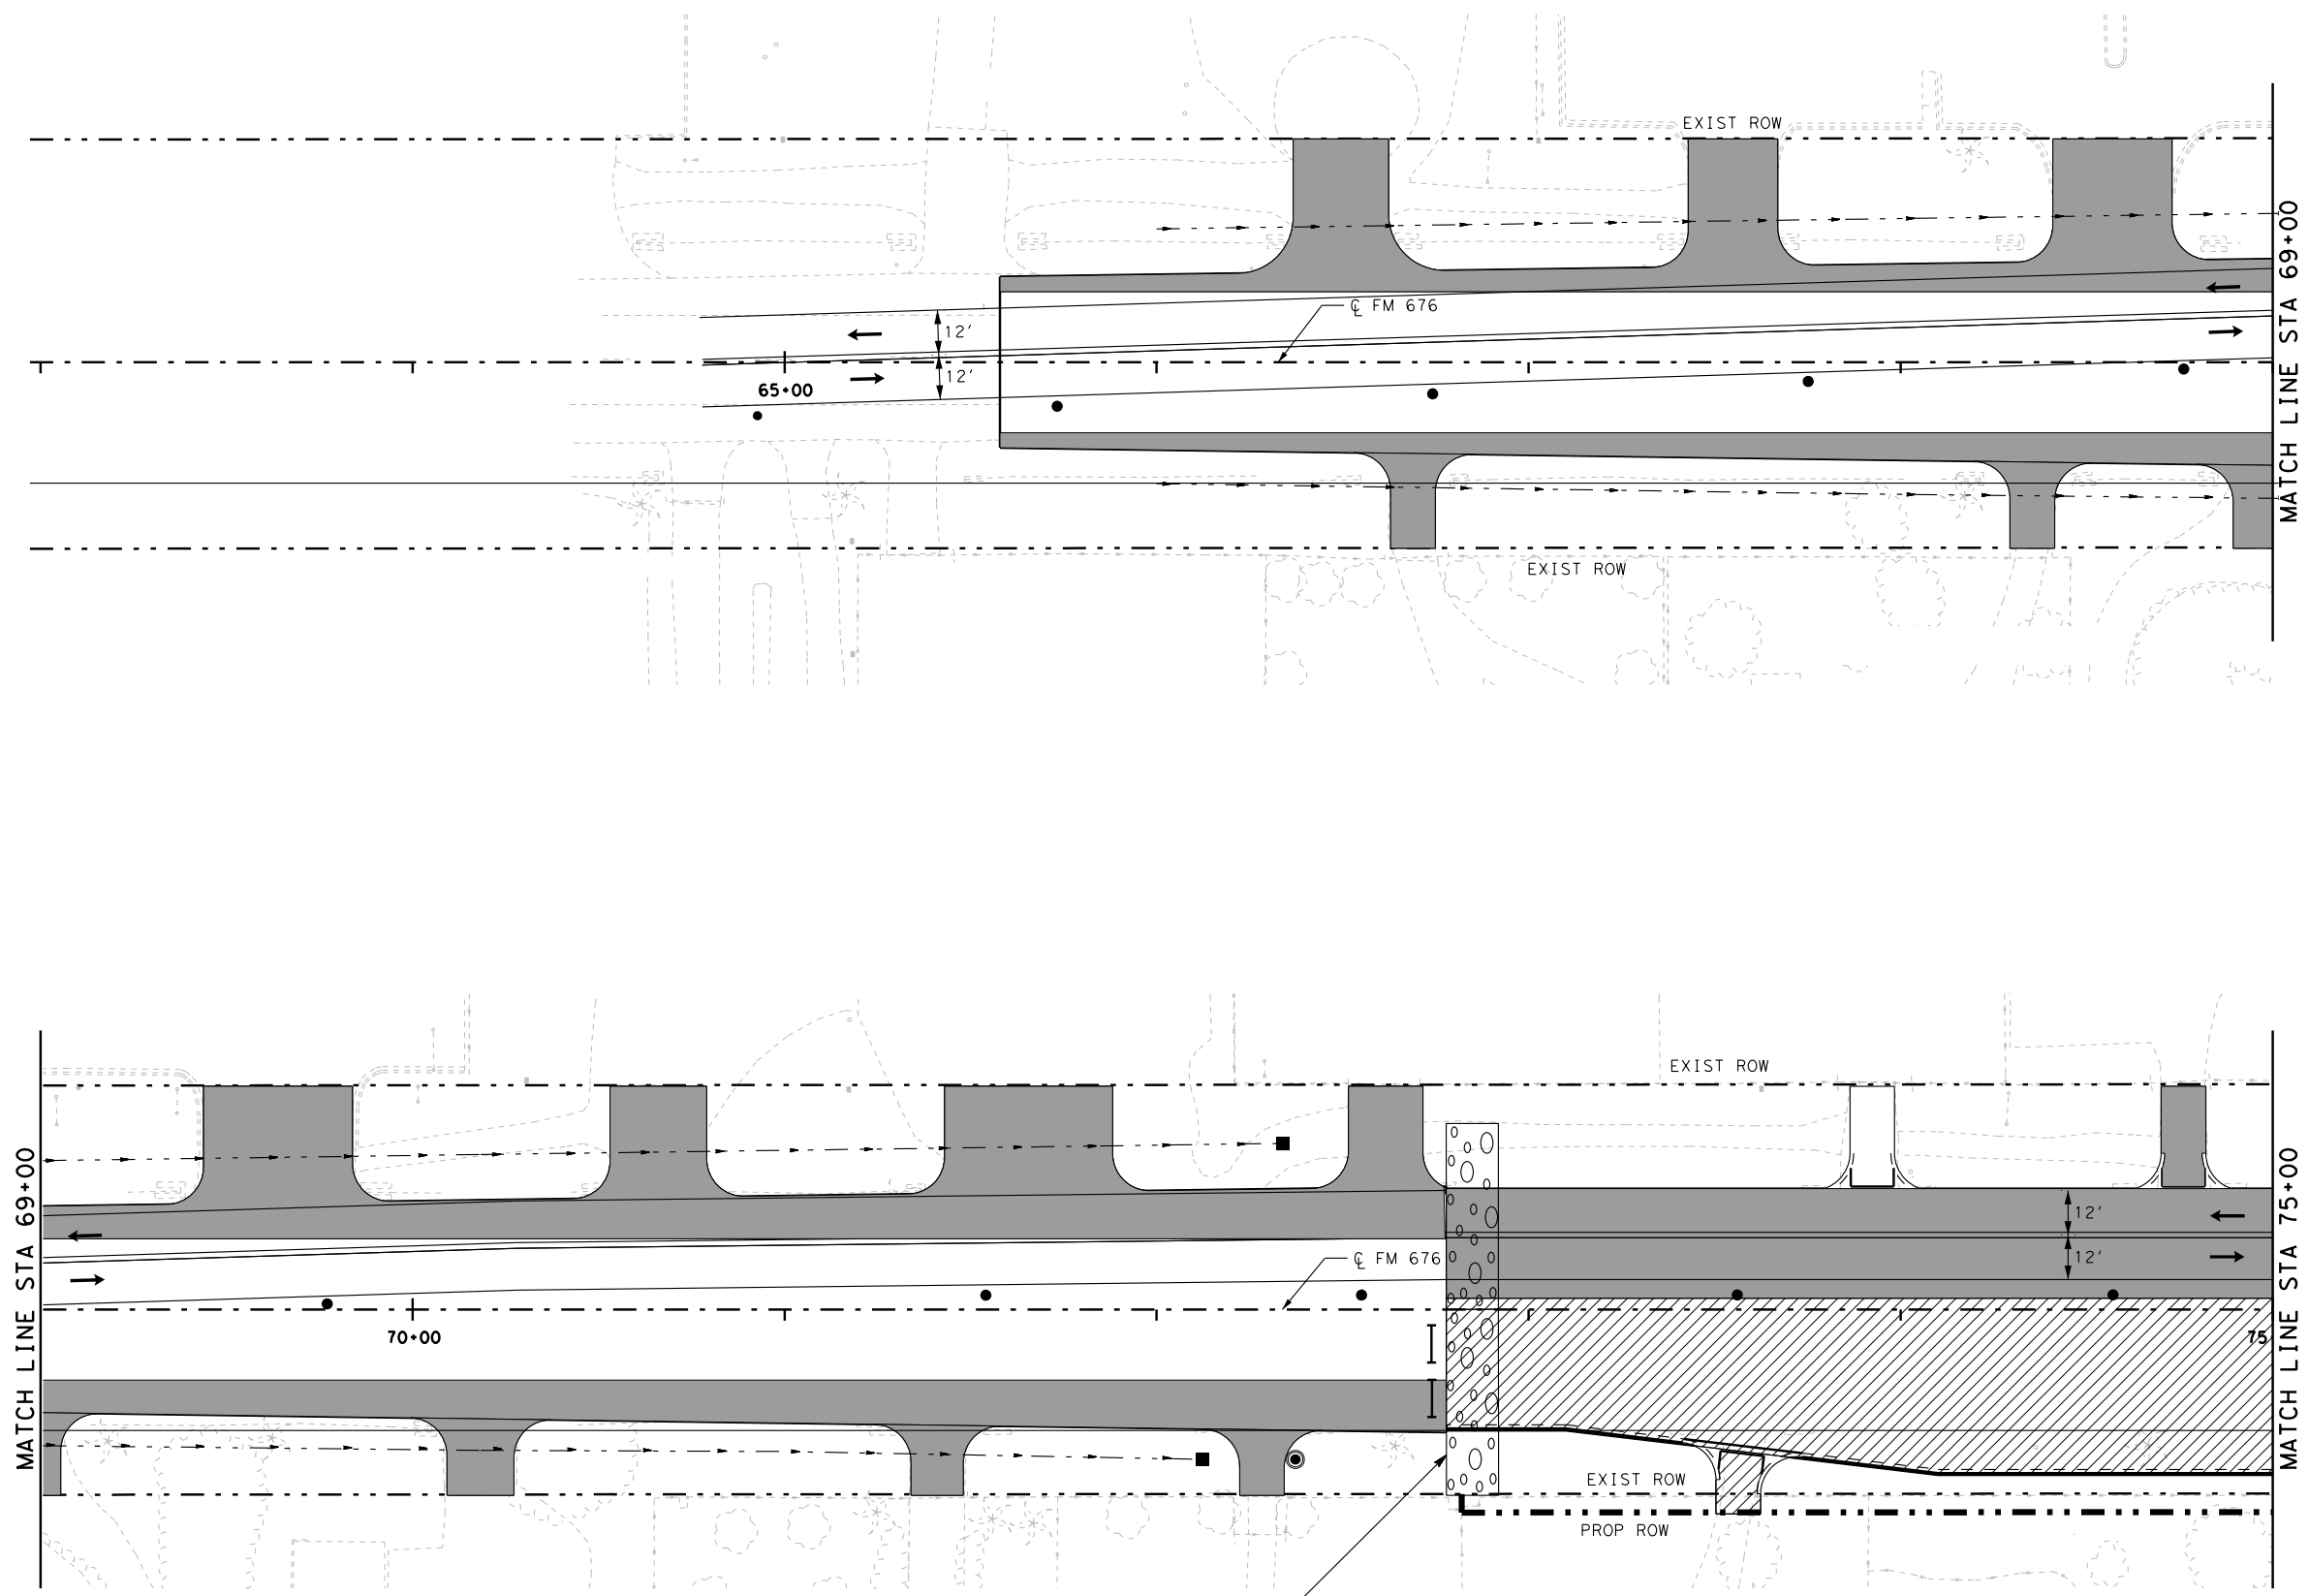 EXIST ROW
℄ FM 676
12'
12'
65+00
MATCH LINE STA 69+00
EXIST ROW
EXIST ROW
MATCH LINE STA 69+00
12'
12'
℄ FM 676
70+00
75
MATCH LINE STA 75+00
EXIST ROW
PROP ROW